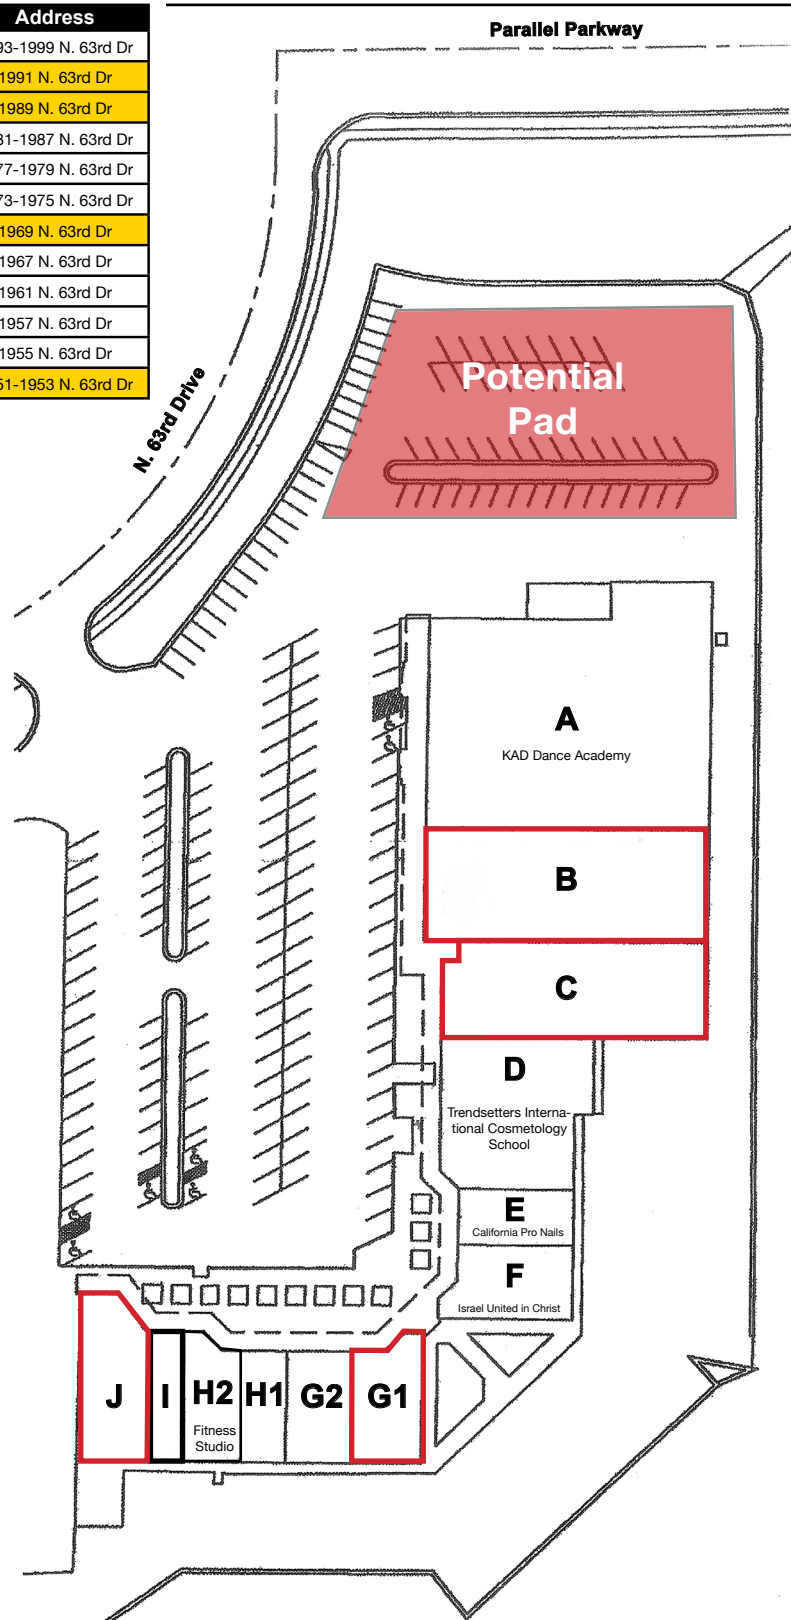 Address
93-1999 N. 63rd Dr
1991 N. 63rd Dr
1989 N. 63rd Dr
81-1987 N. 63rd Dr
77-1979 N. 63rd Dr
73-1975 N. 63rd Dr
1969 N. 63rd Dr
1967 N. 63rd Dr
1961 N. 63rd Dr
1957 N. 63rd Dr
1955 N. 63rd Dr
51-1953 N. 63rd Dr
Parallel Parkway
N. 63rd Drive
Potential
Pad
A
KAD Dance Academy
B
C
D
Trendsetters Interna-
tional Cosmetology
School
E
California Pro Nails
F
Israel United in Christ
J
I
H2
Fitness
Studio
H1
G2
G1